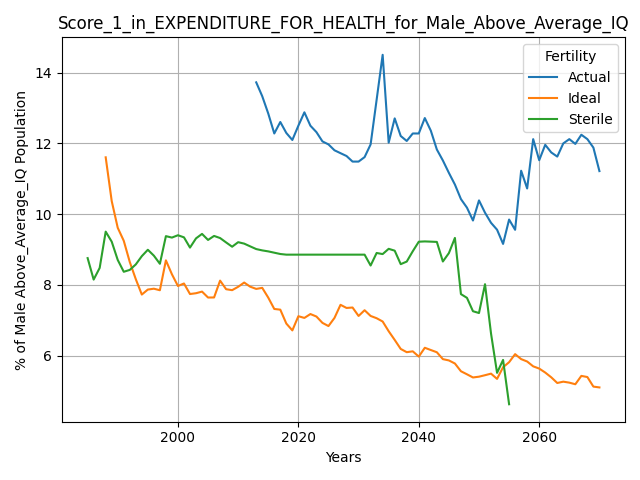 Score_1_in_EXPENDITURE_FOR_HEALTH_for_Male_Above_Average_IQ
Fertility
Actual
Ideal
Sterile
% of Male Above_Average_IQ Population
14
12
10
8
6
2000 2020 2040 2060
Years